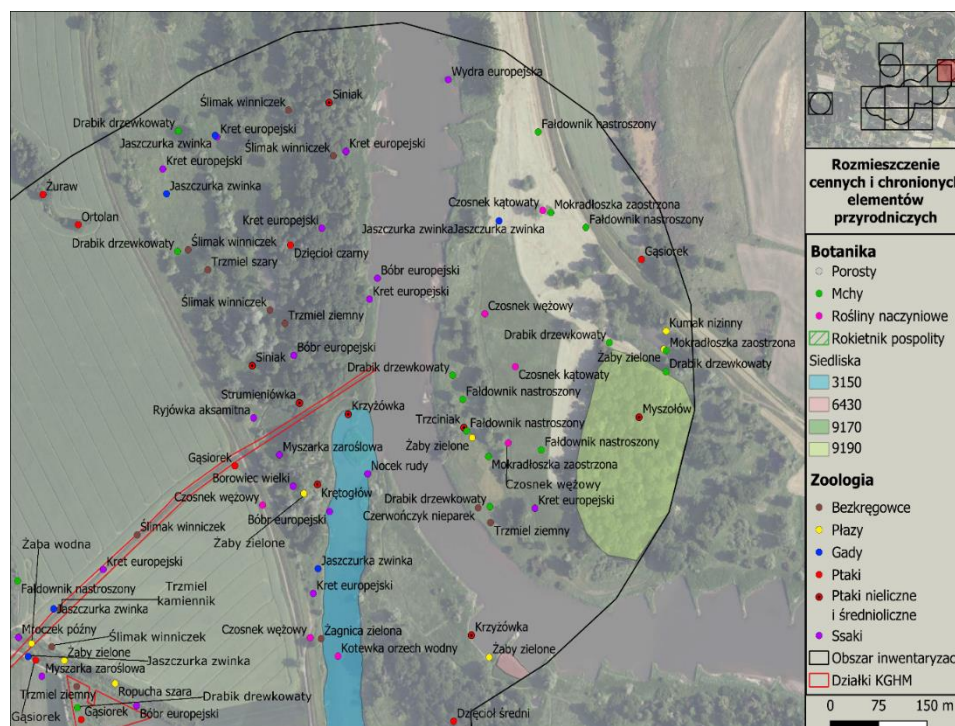 Wydra europejska
Siniak
Ślimak winniczek
Drabik drzewkowaty
Kret europejski
Jaszczurka zwinka
Ślimak winniczek
Kret europejski
Kret europejski
Fałdownik nastroszony
Żuraw
Jaszczurka zwinka
Czosnek kątowaty
Mokradłoszka zaostrzona
Fałdownik nastroszony
Ortolan
Kret europejski
Jaszczurka zwinka
Jaszczurka zwinka
Drabik drzewkowaty
Ślimak winniczek
Dzięcioł czarny
Gąsiorek
Trzmiel szary
Bóbr europejski
Kret europejski
Ślimak winniczek
Trzmiel ziemny
Czosnek wężowy
Kumak nizinny
Drabik drzewkowaty
Mokradłoszka zaostrzona
Żaby zielone
Siniak
Bóbr europejski
Drabik drzewkowaty
Czosnek kątowaty
Drabik drzewkowaty
Strumieniówka
Fałdownik nastroszony
Ryjówka aksamitna
Krzyżówka
Trzciniak
Fałdownik nastroszony
Myszołów
Żaby zielone
Fałdownik nastroszony
Myszarka zaroślowa
Gąsiorek
Mokradłoszka zaostrzona
Nocek rudy
Borowiec wielki
Krętogłów
Czosnek wężowy
Czosnek wężowy
Bóbr europejski
Drabik drzewkowaty
Kret europejski
Czerwończyk nieparek
Trzmiel ziemny
Ślimak winniczek
Żaby zielone
Żaba wodna
Kret europejski
Jaszczurka zwinka
Trzmiel
kamiennik
Kret europejski
Fałdownik nastroszony
Jaszczurka zwinka
Mroczek późny
Ślimak winniczek
Czosnek wężowy
Żagnica zielona
Krzyżówka
Żaby zielone
Jaszczurka zwinka
Kotewka orzech wodny
Żaby zielone
Myszarka zaroślowa
Trzmiel ziemny
Ropucha szara
Drabik drewkowaty
Gąsiorek
Gąsiorek
Bóbr europejski
Dzięcioł średni
Rozmieszczenie
cennych i chronionych
elementów
przyrodniczych
Botanika
Porosty
Mchy
Rośliny naczyniowe
Rokietnik pospolity
Siedliska
3150
6430
9170
9190
Zoologia
Bezkręgowce
Płazy
Gady
Ptaki
Ptaki nieliczne
i średnioliczne
Ssaki
Obszar inwentaryzac
Działki KGHM
0 75 150 m